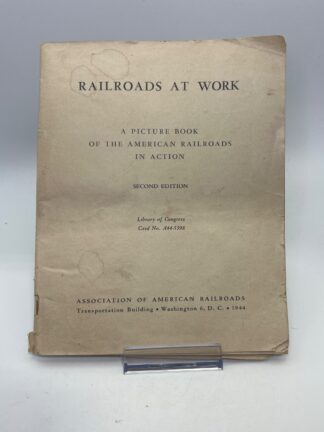 RAILROADS AT WORK
A PICTURE BOOK
OF THE AMERICAN RAILROADS
IN ACTION
SECOND EDITION
Library of Congress
Card No. A44-5398
ASSOCIATION OF AMERICAN RAILROADS
Transportation Building • Washington 6, D. C. • 1944